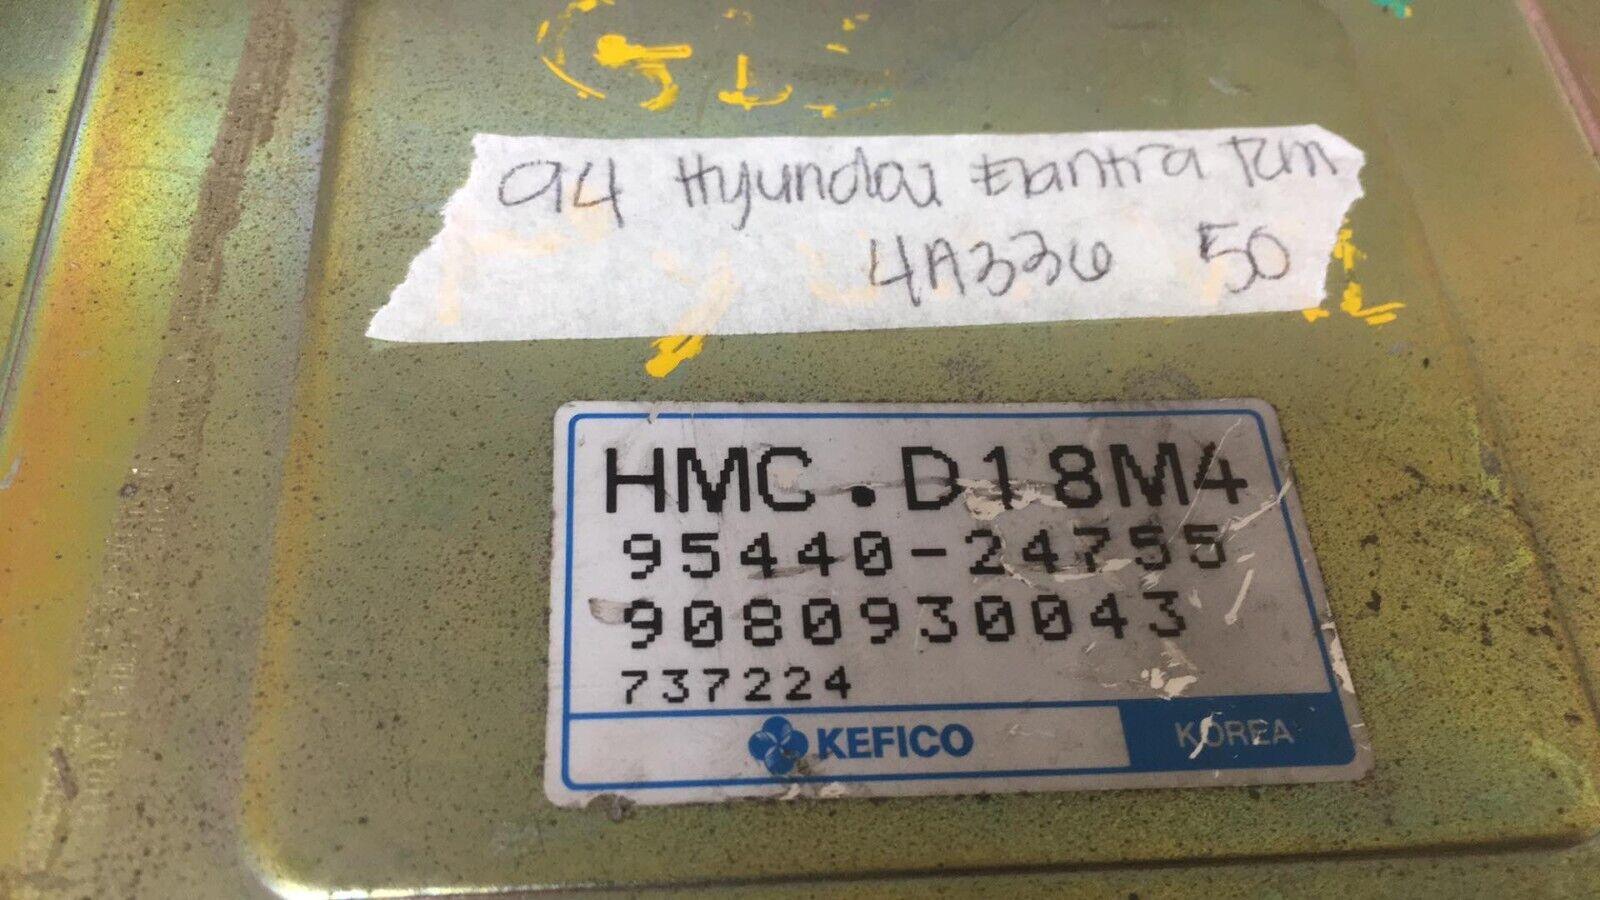 94 Hyundai Elantra Tcm
4A336 50
HMC.D18M4
95440-24755
9080930043
737224
KEFICO
KOREA